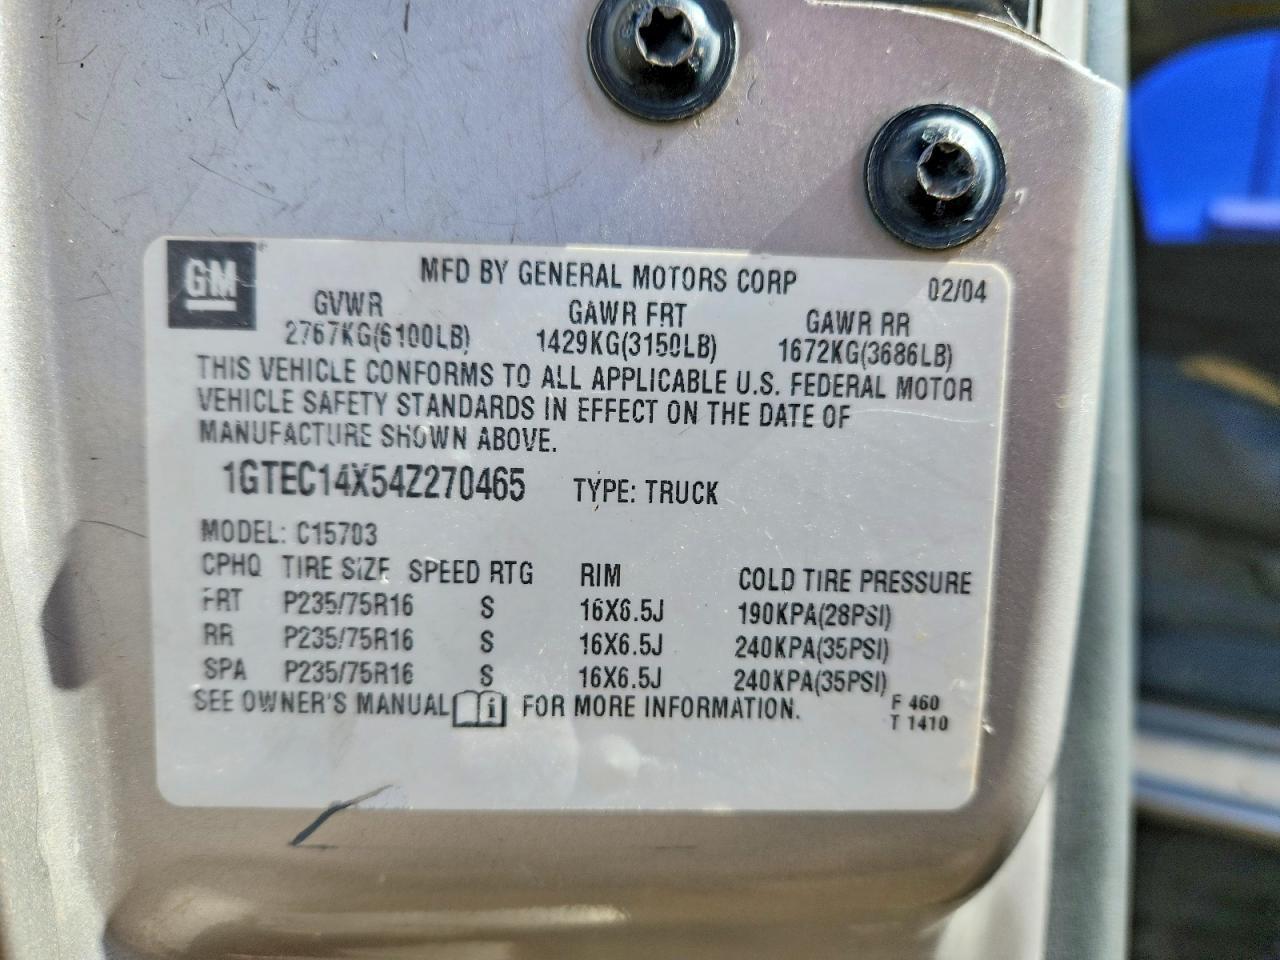 GM
MFD BY GENERAL MOTORS CORP 02/04
GVWR GAWR FRT GAWR RR
2767KG(6100LB) 1429KG(3150LB) 1672KG(3686LB)
THIS VEHICLE CONFORMS TO ALL APPLICABLE U.S. FEDERAL MOTOR
VEHICLE SAFETY STANDARDS IN EFFECT ON THE DATE OF
MANUFACTURE SHOWN ABOVE.
1GTEC14X54Z270465 TYPE: TRUCK
MODEL: C15703
CPHQ TIRE SIZE SPEED RTG RIM COLD TIRE PRESSURE
FRT P235/75R16 S 16X6.5J 190KPA(28PSI)
RR P235/75R16 S 16X6.5J 240KPA(35PSI)
SPA P235/75R16 S 16X6.5J 240KPA(35PSI)
SEE OWNER'S MANUAL i FOR MORE INFORMATION.
F 460
T 1410